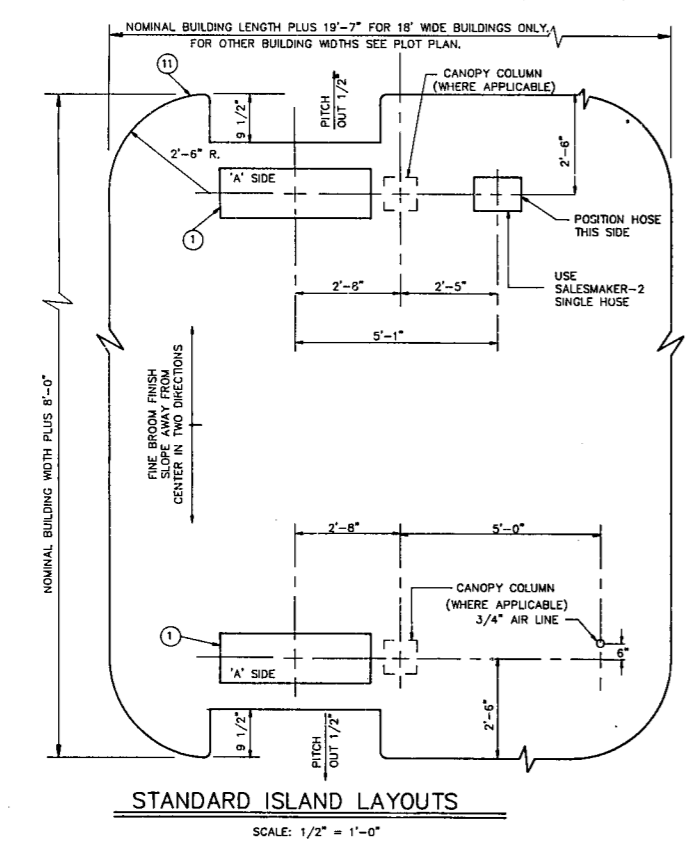 NOMINAL BUILDING LENGTH PLUS 19'-7" FOR 18' WIDE BUILDINGS ONLY.
FOR OTHER BUILDING WIDTHS SEE PLOT PLAN.
11
9 1/2"
PITCH
OUT 1/2"
CANOPY COLUMN
(WHERE APPLICABLE)
2'-6" R.
2'-6"
'A' SIDE
1
POSITION HOSE
THIS SIDE
USE
SALESMAKER-2
SINGLE HOSE
2'-8"
2'-5"
5'-1"
NOMINAL BUILDING WIDTH PLUS 8'-0"
FINE BROOM FINISH
SLOPE AWAY FROM
CENTER IN TWO DIRECTIONS
2'-8"
5'-0"
CANOPY COLUMN
(WHERE APPLICABLE)
3/4" AIR LINE
1
6"
'A' SIDE
2'-6"
9 1/2"
PITCH
OUT 1/2"
STANDARD ISLAND LAYOUTS
SCALE: 1/2" = 1'-0"